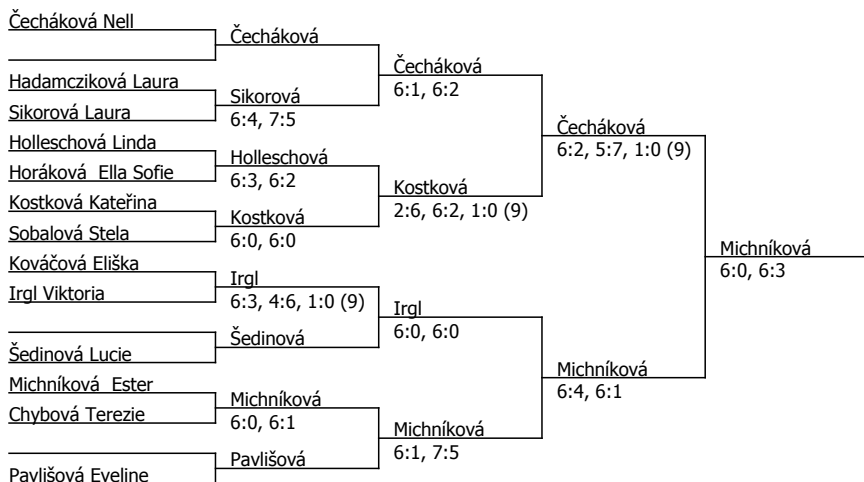 Čecháková Nell
Hadamcziková Laura
Sikorová Laura
Holleschová Linda
Horáková  Ella Sofie
Kostková Kateřina
Sobalová Stela
Kováčová Eliška
Irgl Viktoria
Šedinová Lucie
Michníková  Ester
Chybová Terezie
Pavlišová Eveline
Čecháková
Sikorová
6:4, 7:5
Holleschová
6:3, 6:2
Kostková
6:0, 6:0
Irgl
6:3, 4:6, 1:0 (9)
Šedinová
Michníková
6:0, 6:1
Pavlišová
Čecháková
6:1, 6:2
Kostková
2:6, 6:2, 1:0 (9)
Irgl
6:0, 6:0
Michníková
6:1, 7:5
Čecháková
6:2, 5:7, 1:0 (9)
Michníková
6:4, 6:1
Michníková
6:0, 6:3